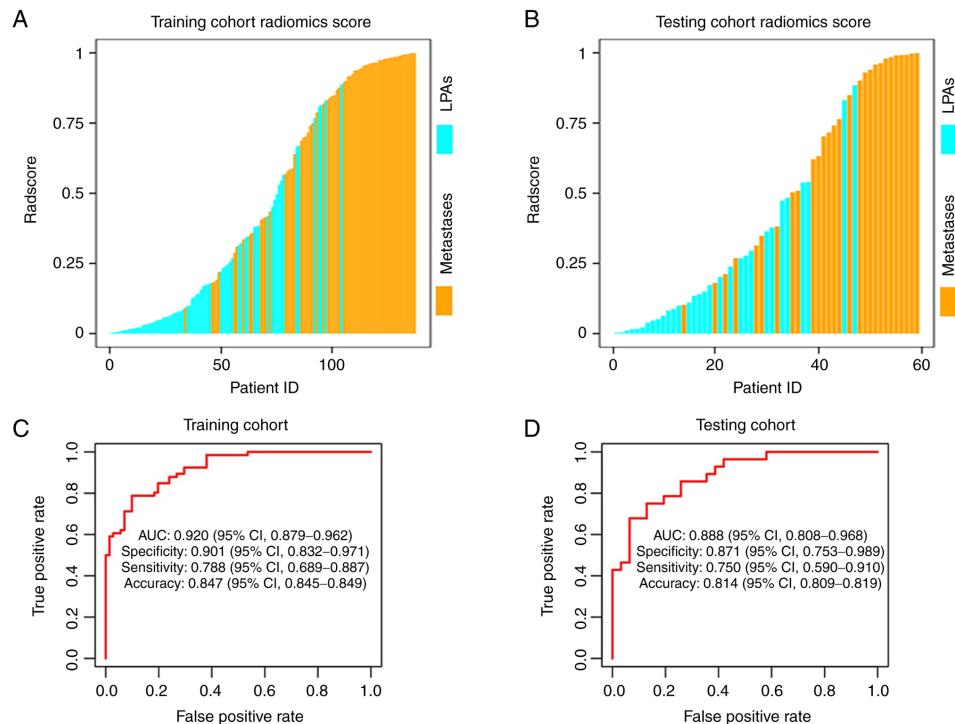 A
Training cohort radiomics score
1
0.75
0.5
0.25
0
Radscore
0
50
100
Patient ID
LPAs
Metastases
B
Testing cohort radiomics score
1
0.75
0.5
0.25
0
Radscore
0
20
40
60
Patient ID
LPAs
Metastases
C
Training cohort
1.0
0.8
0.6
0.4
0.2
0.0
True positive rate
AUC: 0.920 (95% CI, 0.879–0.962)
Specificity: 0.901 (95% CI, 0.832–0.971)
Sensitivity: 0.788 (95% CI, 0.689–0.887)
Accuracy: 0.847 (95% CI, 0.845–0.849)
0.0
0.2
0.4
0.6
0.8
1.0
False positive rate
D
Testing cohort
1.0
0.8
0.6
0.4
0.2
0.0
True positive rate
AUC: 0.888 (95% CI, 0.808–0.968)
Specificity: 0.871 (95% CI, 0.753–0.989)
Sensitivity: 0.750 (95% CI, 0.590–0.910)
Accuracy: 0.814 (95% CI, 0.809–0.819)
0.0
0.2
0.4
0.6
0.8
1.0
False positive rate